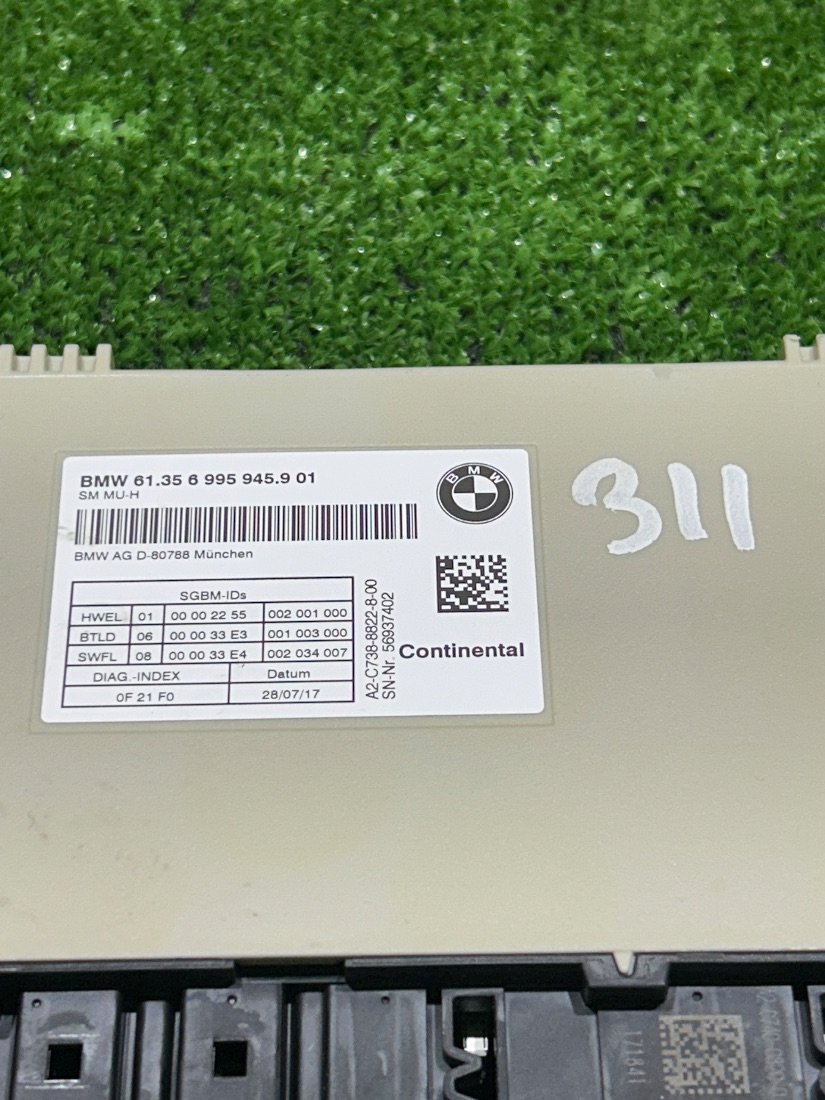 BMW 61.35 6 995 945.9 01
SM MU-H
BMW
BMW AG D-80788 München
311
SGBM-IDs
HWEL 01 00 00 22 55 002 001 000
BTLD 06 00 00 33 E3 001 003 000
SWFL 08 00 00 33 E4 002 034 007
DIAG.-INDEX Datum
0F 21 F0 28/07/17
A2-C738-8822-8-00
SN-Nr. 56937402
Continental
171841